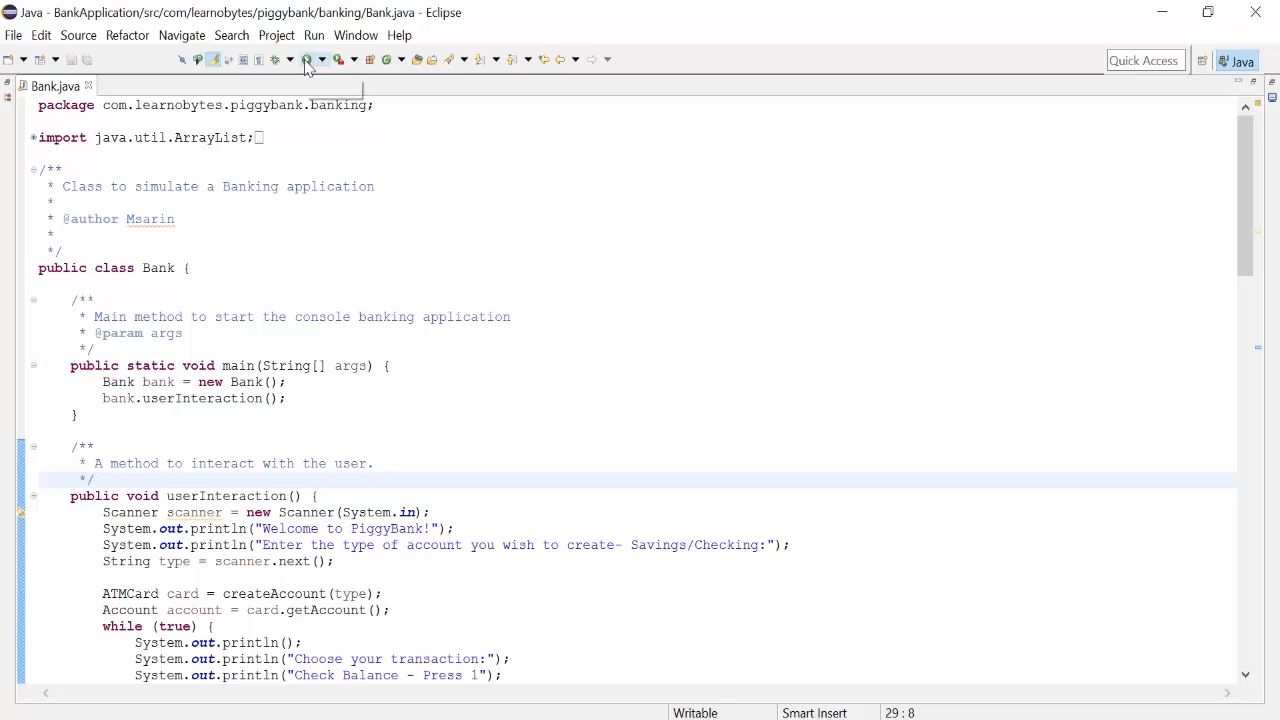 Java - BankApplication/src/com/learnobytes/piggybank/banking/Bank.java - Eclipse
File Edit Source Refactor Navigate Search Project Run Window Help
Quick Access Java
Bank.java
package com.learnobytes.piggybank.banking;
import java.util.ArrayList;
/**
* Class to simulate a Banking application
*
* @author Msarin
*
*/
public class Bank {
/**
* Main method to start the console banking application
* @param args
*/
public static void main(String[] args) {
Bank bank = new Bank();
bank.userInteraction();
}
/**
* A method to interact with the user.
*/
public void userInteraction() {
Scanner scanner = new Scanner(System.in);
System.out.println("Welcome to PiggyBank!");
System.out.println("Enter the type of account you wish to create- Savings/Checking:");
String type = scanner.next();
ATMCard card = createAccount(type);
Account account = card.getAccount();
while (true) {
System.out.println();
System.out.println("Choose your transaction:");
System.out.println("Check Balance - Press 1");
Writable Smart Insert 29 : 8